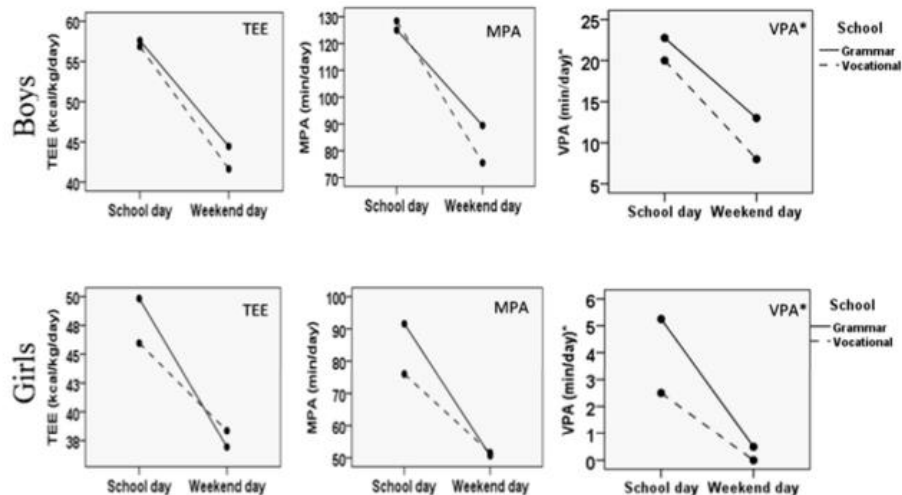 Boys
TEE
TEE (kcal/kg/day)
60
55
50
45
40
School day Weekend day
MPA
MPA (min/day)
130
120
110
100
90
80
70
School day Weekend day
VPA*
VPA (min/day)*
25
20
15
10
5
School day Weekend day
School
Grammar
Vocational
Girls
TEE
TEE (kcal/kg/day)
50
48
45
43
40
38
School day Weekend day
MPA
MPA (min/day)
100
90
80
70
60
50
School day Weekend day
VPA*
VPA (min/day)*
6
5
4
3
2
1
0
School day Weekend day
School
Grammar
Vocational